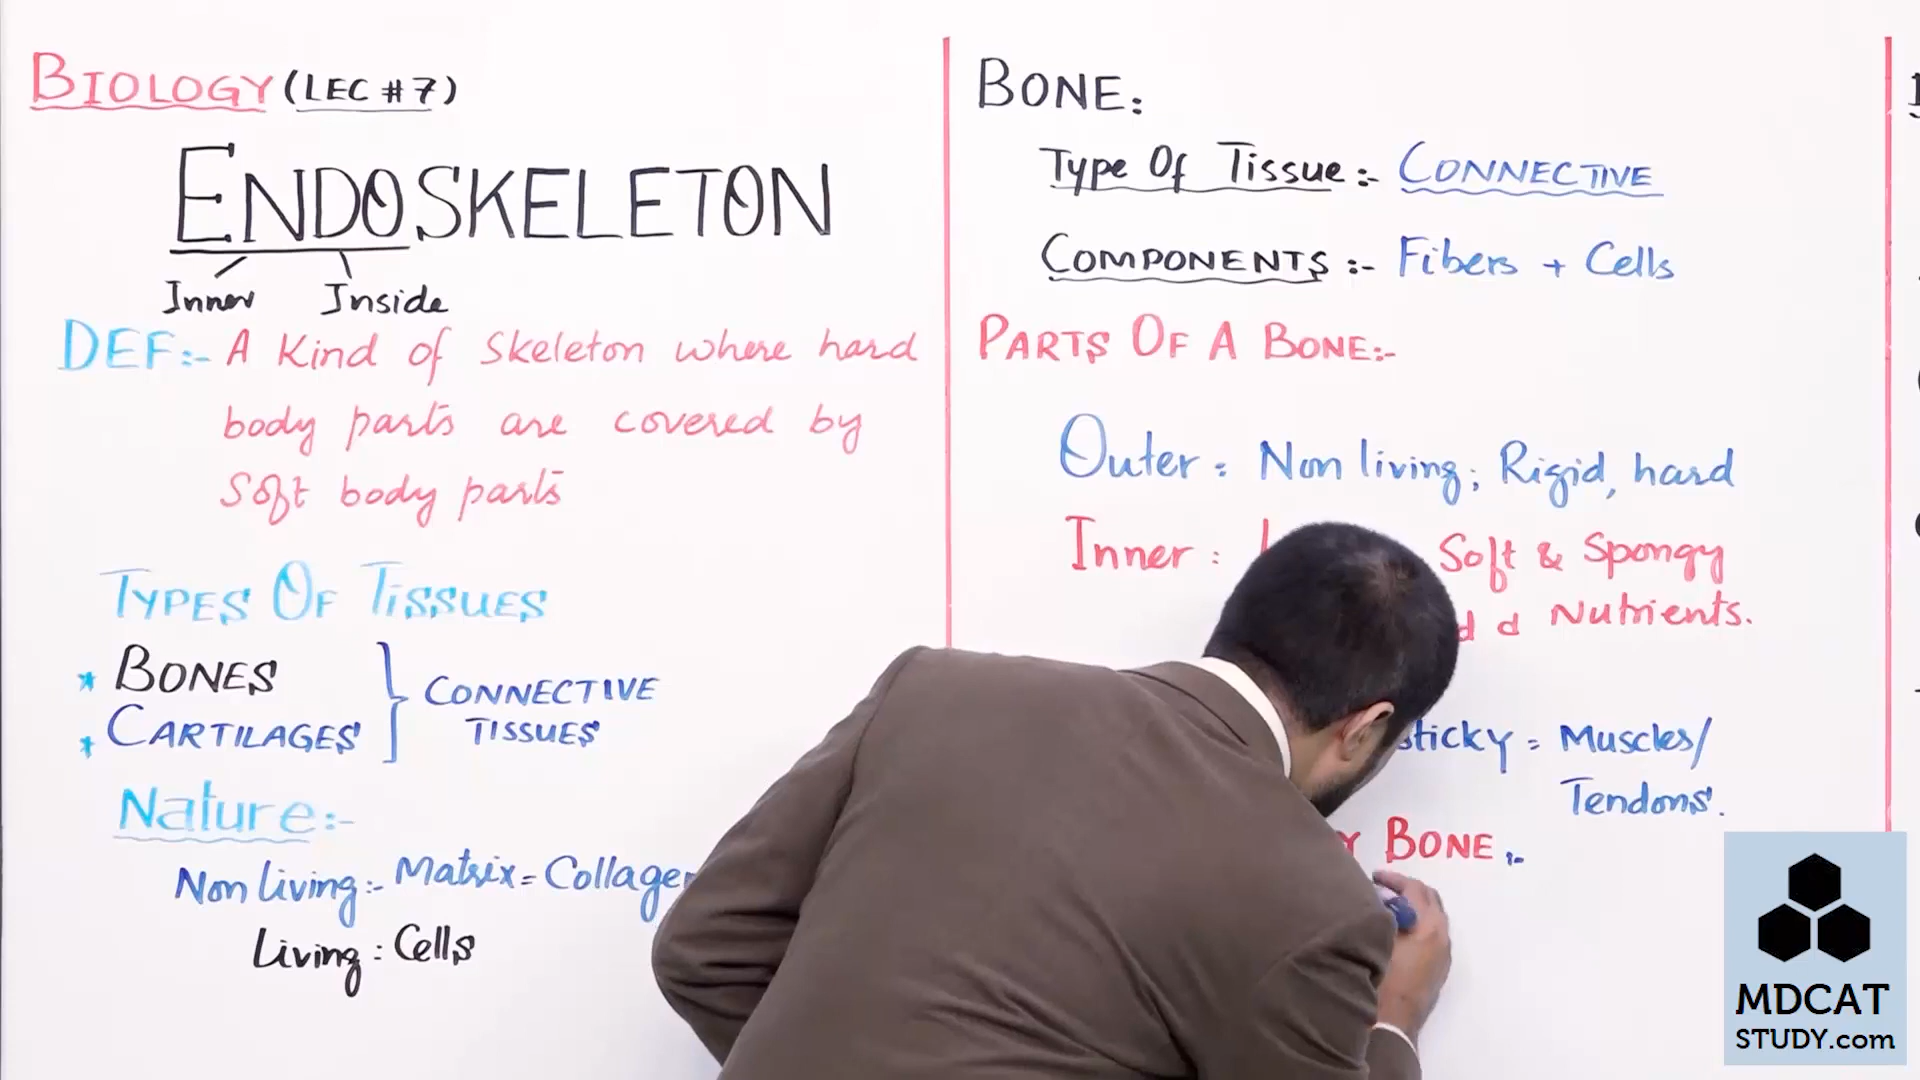 BIOLOGY (LEC # 7)
ENDOSKELETON
Inner Inside
DEF:- A Kind of Skeleton where hard
body parts are covered by
Soft body parts
TYPES OF TISSUES
* BONES
* CARTILAGES
CONNECTIVE
TISSUES
Nature:-
Non living:- Matrix = Collagen
Living: Cells
BONE:
Type Of Tissue:- CONNECTIVE
COMPONENTS:- Fibers + Cells
PARTS OF A BONE:-
Outer: Non living; Rigid, hard
Inner: Soft & Spongy
Nutrients.
sticky = Muscles/
Tendons.
BONE:-
MDCAT
STUDY.com